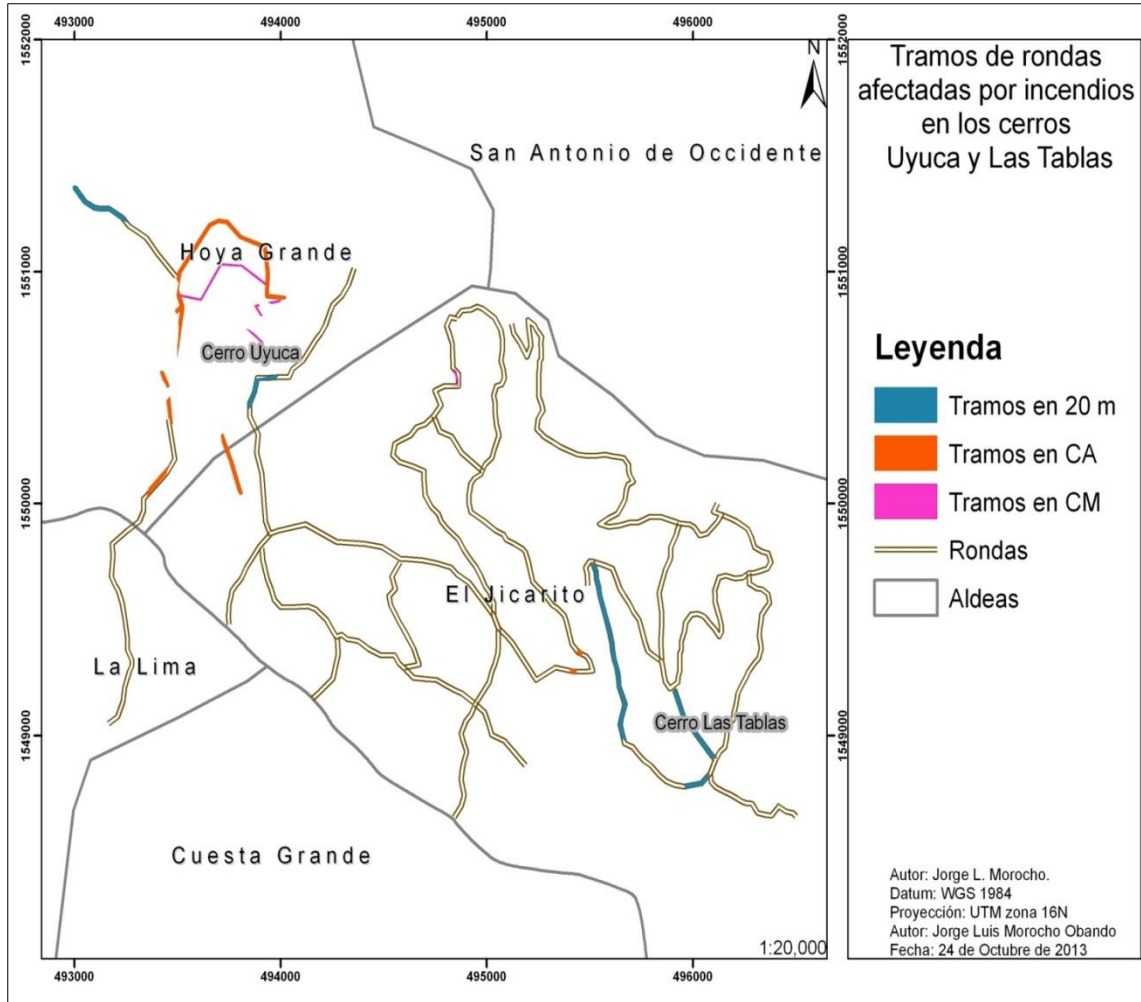 493000
494000
495000
496000
1552000
1552000
N
Tramos de rondas
afectadas por incendios
en los cerros
Uyuca y Las Tablas
San Antonio de Occidente
Hoya Grande
1551000
1551000
Cerro Uyuca
Leyenda
Tramos en 20 m
Tramos en CA
Tramos en CM
Rondas
Aldeas
1550000
1550000
El Jicarito
La Lima
Cerro Las Tablas
1549000
1549000
Cuesta Grande
1:20,000
Autor: Jorge L. Morocho.
Datum: WGS 1984
Proyección: UTM zona 16N
Autor: Jorge Luis Morocho Obando
Fecha: 24 de Octubre de 2013
493000
494000
495000
496000